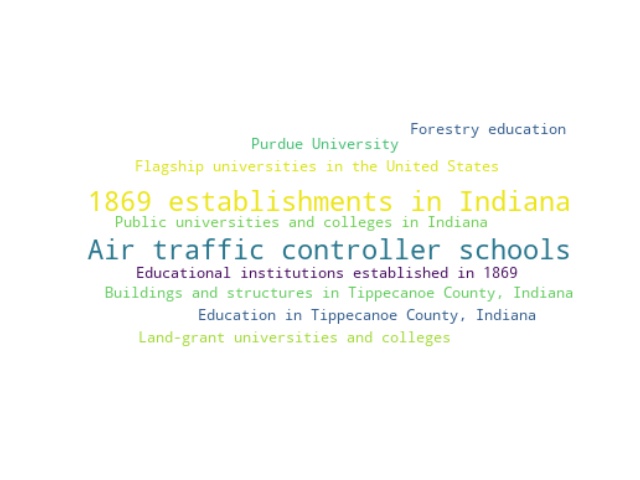 Forestry education
Purdue University
Flagship universities in the United States
1869 establishments in Indiana
Public universities and colleges in Indiana
Air traffic controller schools
Educational institutions established in 1869
Buildings and structures in Tippecanoe County, Indiana
Education in Tippecanoe County, Indiana
Land-grant universities and colleges